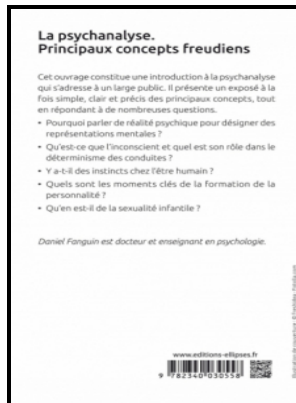 La psychanalyse.
Principaux concepts freudiens
Cet ouvrage constitue une introduction à la psychanalyse
qui s'adresse à un large public. Il présente un exposé à la
fois simple, clair et précis des principaux concepts, tout
en répondant à de nombreuses questions.
• Pourquoi parler de réalité psychique pour désigner des
représentations mentales ?
• Qu'est-ce que l'inconscient et quel est son rôle dans le
déterminisme des conduites ?
• Y a-t-il des instincts chez l'être humain ?
• Quels sont les moments clés de la formation de la
personnalité ?
• Qu'en est-il de la sexualité infantile ?
Daniel Fanguin est docteur et enseignant en psychologie.
www.editions-ellipses.fr
9 782340 030558